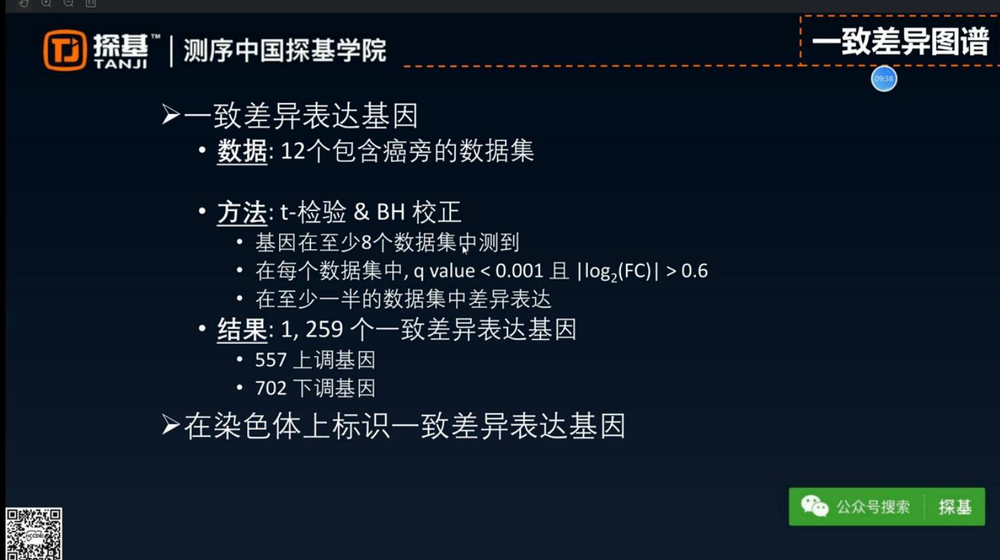 1:1
TJ 探基™ | 测序中国探基学院
TANJI
一致差异图谱
09:38
➢一致差异表达基因
• 数据: 12个包含癌旁的数据集
• 方法: t-检验 & BH 校正
• 基因在至少8个数据集中测到
• 在每个数据集中, q value < 0.001 且 |log₂(FC)| > 0.6
• 在至少一半的数据集中差异表达
• 结果: 1, 259 个一致差异表达基因
• 557 上调基因
• 702 下调基因
➢在染色体上标识一致差异表达基因
公众号搜索 探基
HCCDB